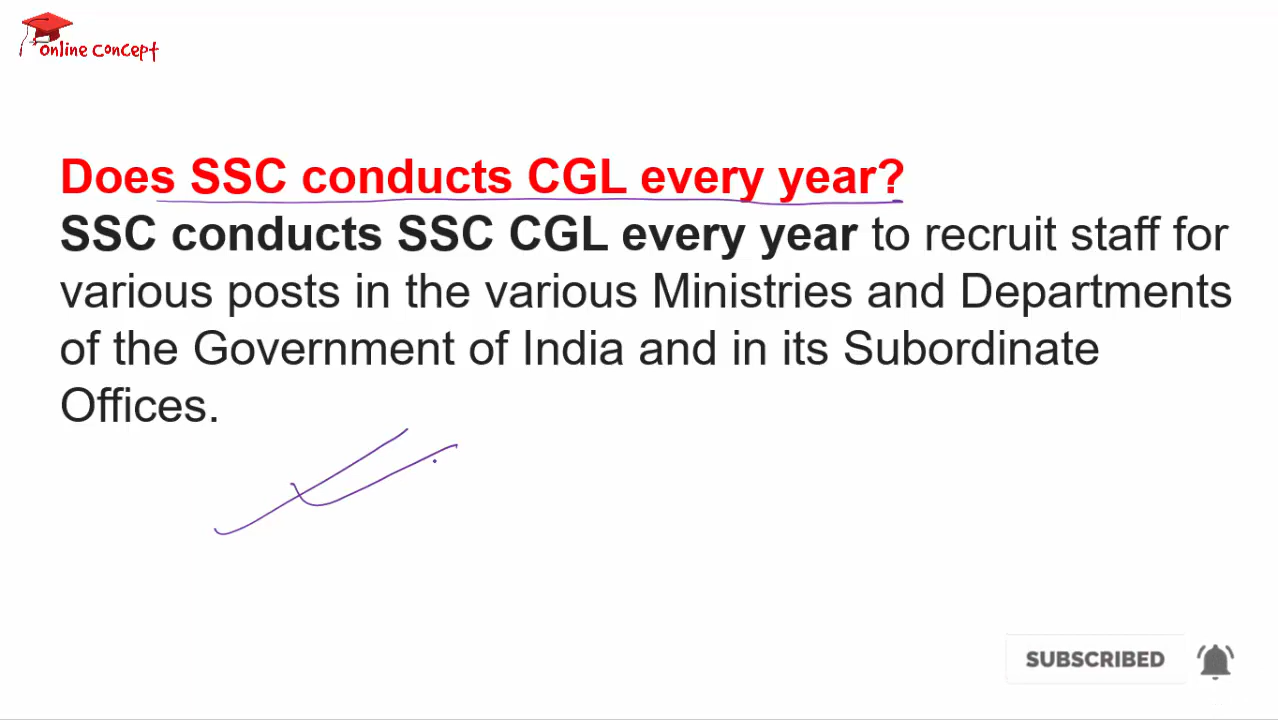 online concept
Does SSC conducts CGL every year?
SSC conducts SSC CGL every year to recruit staff for
various posts in the various Ministries and Departments
of the Government of India and in its Subordinate
Offices.
SUBSCRIBED